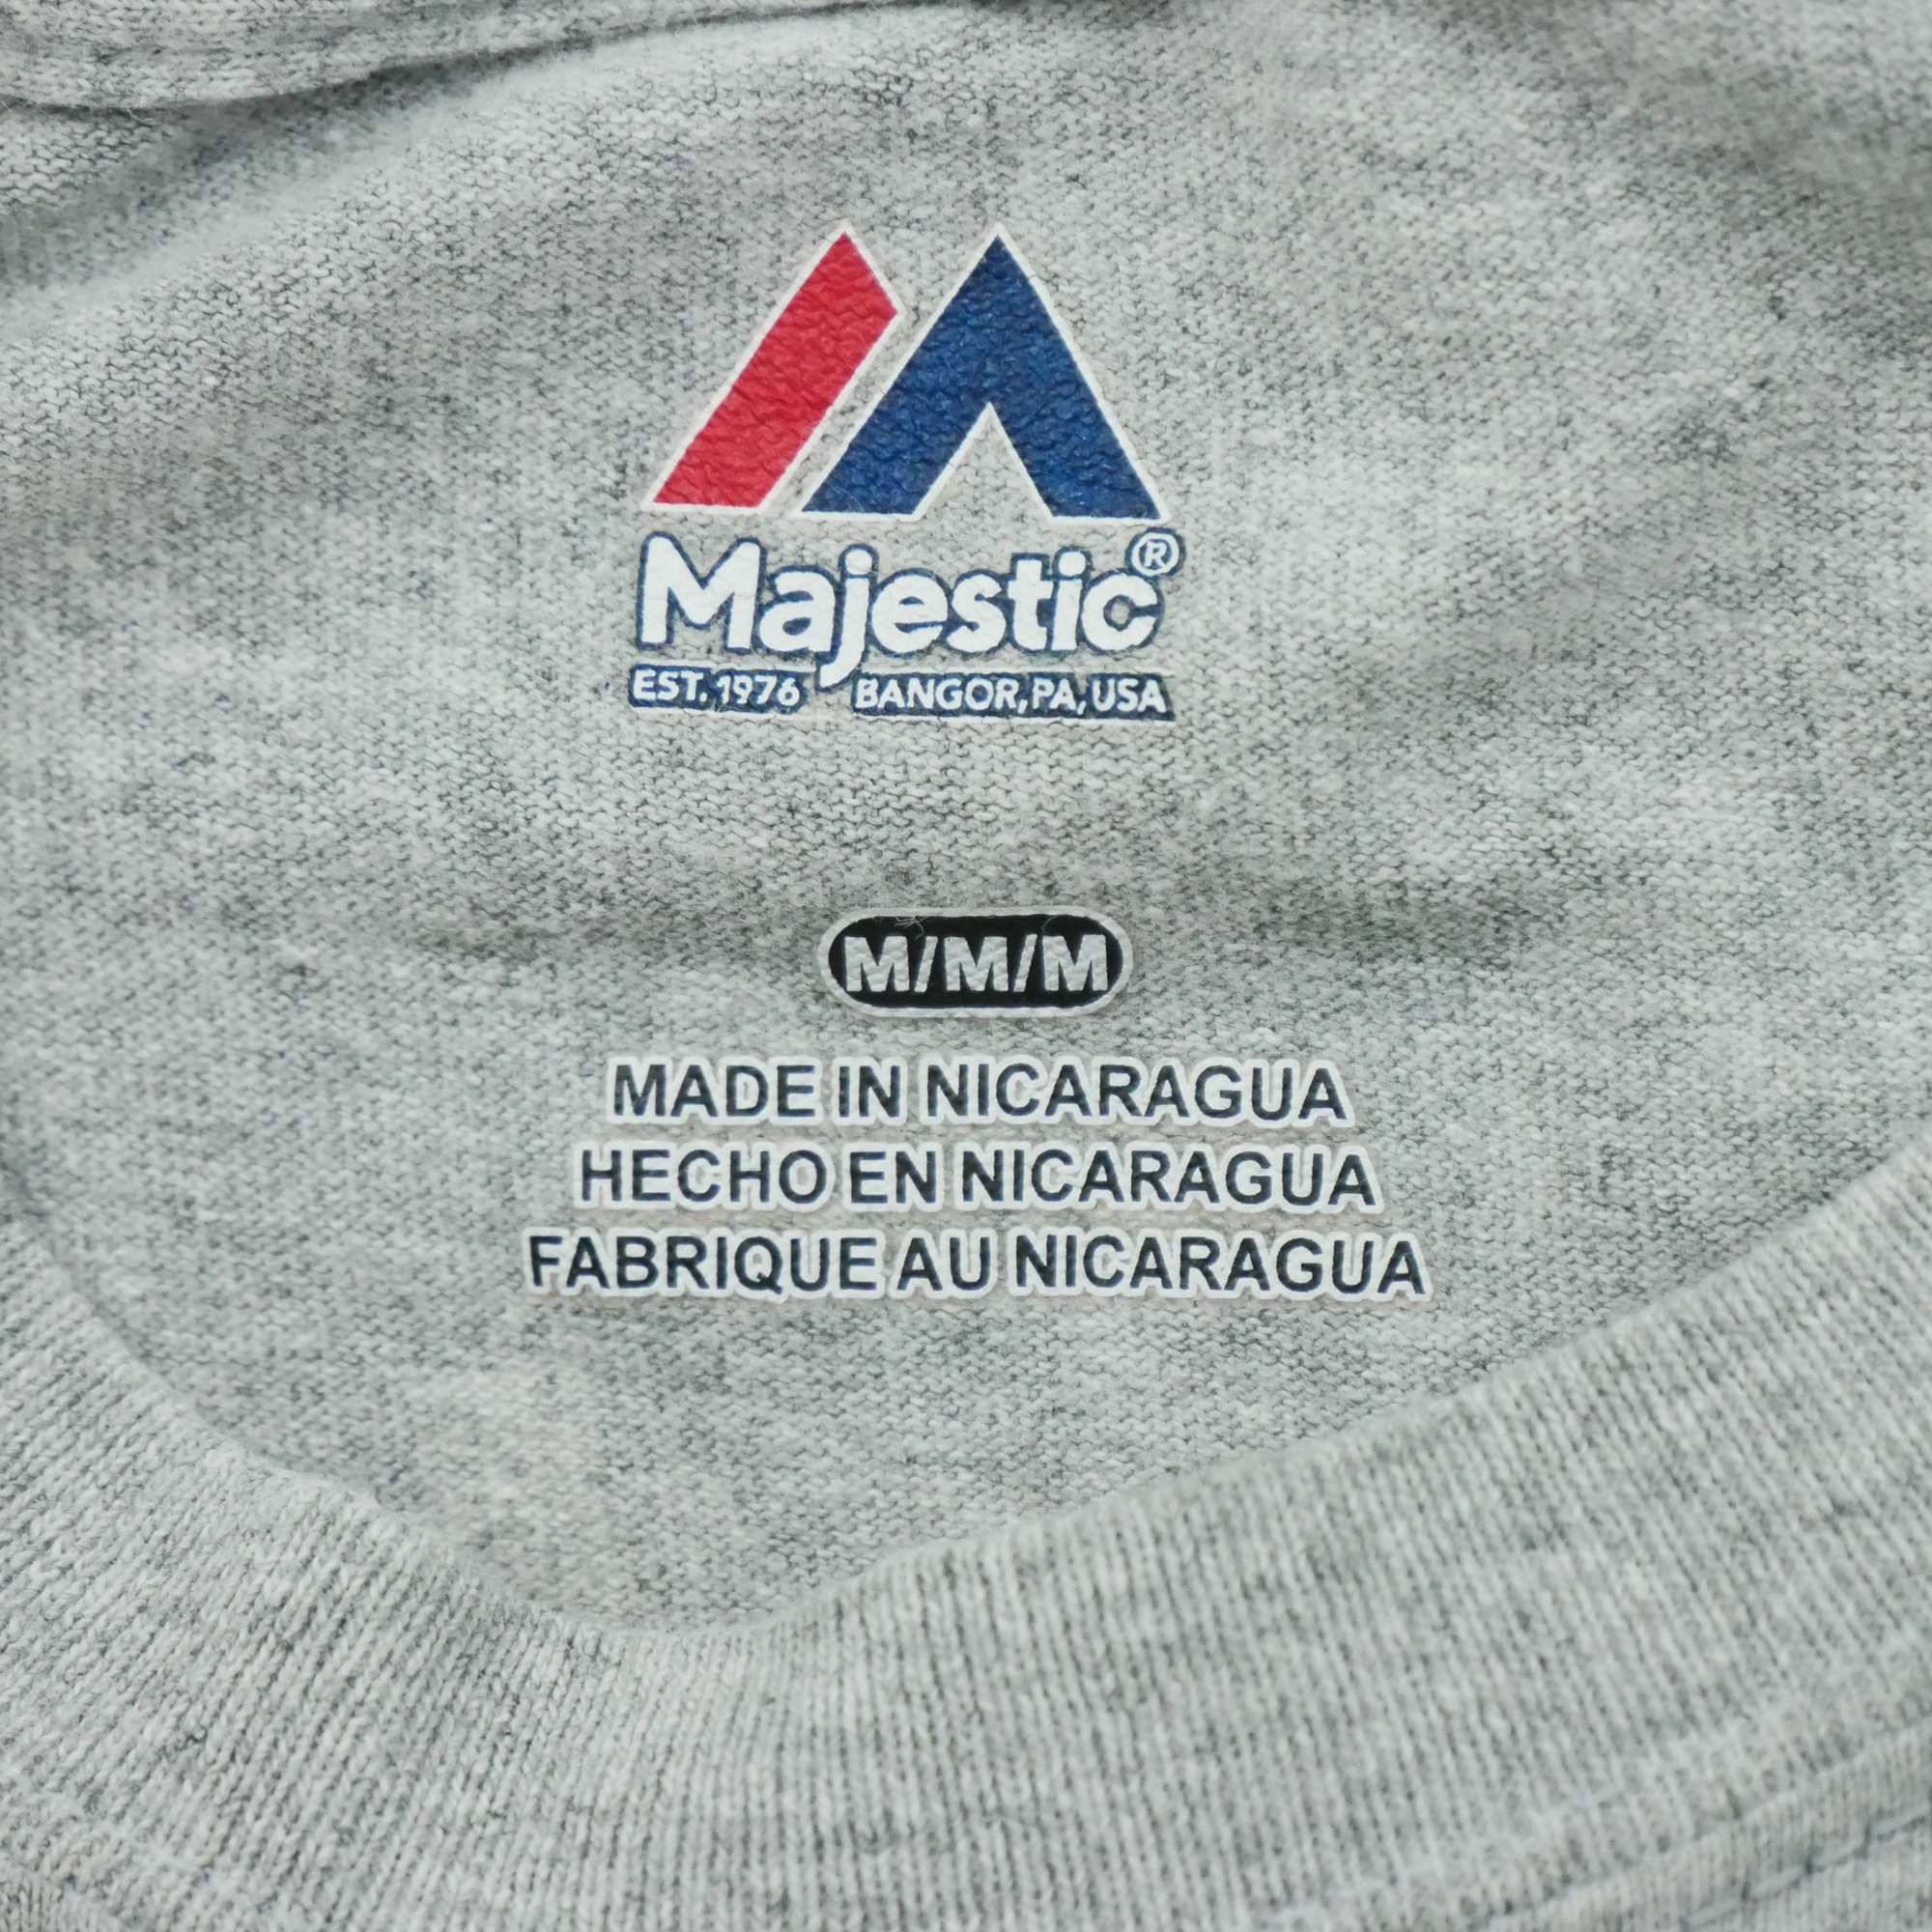 Majestic®
EST. 1976 BANGOR, PA, USA
M/M/M
MADE IN NICARAGUA
HECHO EN NICARAGUA
FABRIQUE AU NICARAGUA